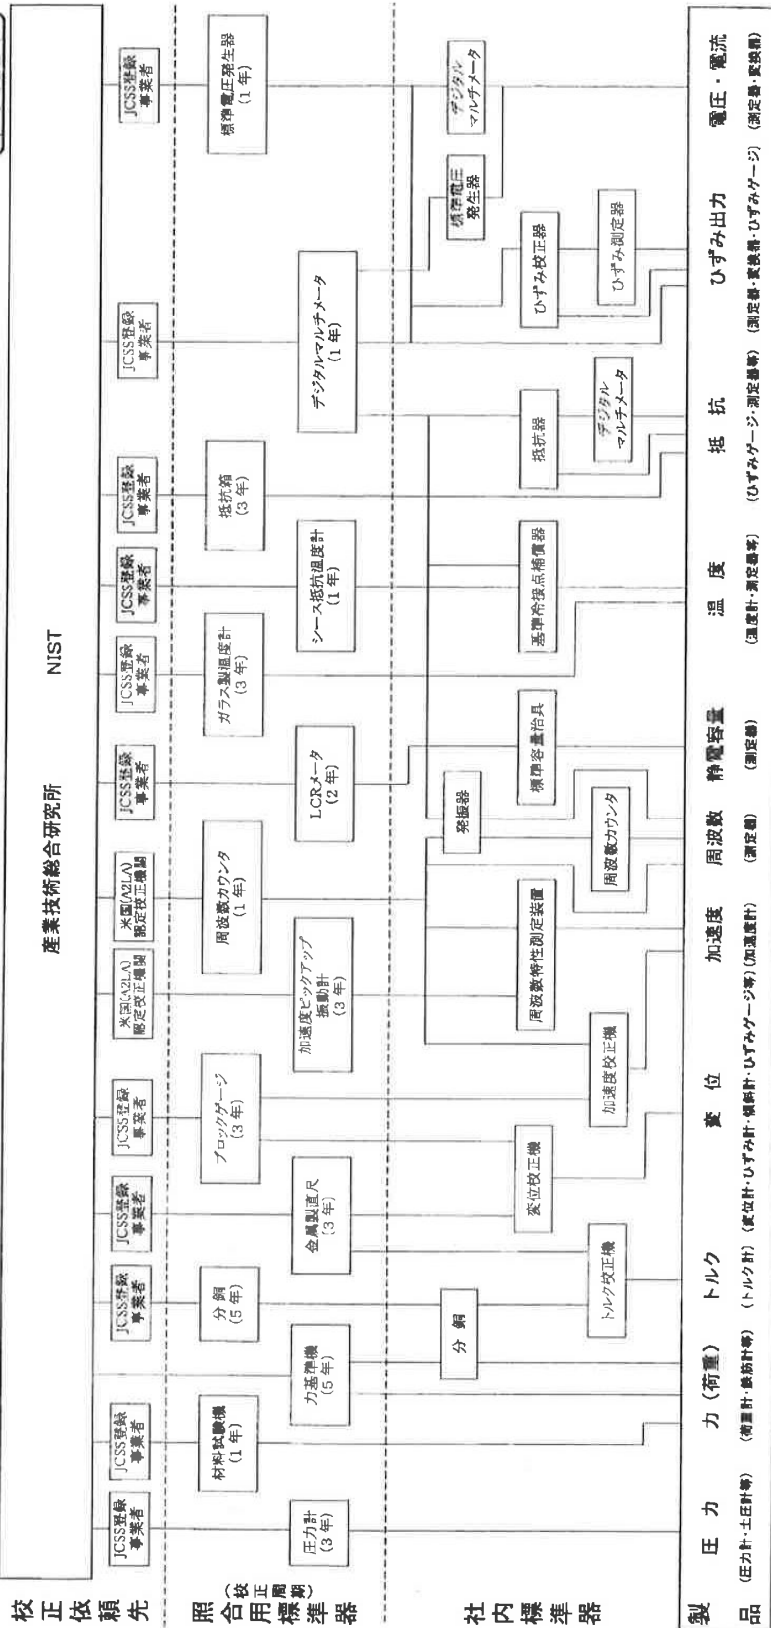 産業技術総合研究所　NIST
校正依頼先
JCSS登録
事業者
JCSS登録
事業者
JCSS登録
事業者
JCSS登録
事業者
JCSS登録
事業者
米国(A2LA)
認定校正機関
米国(A2LA)
認定校正機関
JCSS登録
事業者
JCSS登録
事業者
JCSS登録
事業者
JCSS登録
事業者
JCSS登録
事業者
JCSS登録
事業者
照合用標準器
(校正周期)
圧力計
(3 年)
材料試験機
(1 年)
力基準機
(5 年)
分 銅
(5 年)
金属製直尺
(3 年)
ブロックゲージ
(3 年)
加速度ピックアップ
振動計
(3 年)
周波数カウンタ
(1 年)
LCRメータ
(2 年)
ガラス製温度計
(3 年)
シース抵抗温度計
(1 年)
抵抗箱
(3 年)
デジタルマルチメータ
(1 年)
標準電圧発生器
(1 年)
社内標準器
分 銅
トルク校正機
変位校正機
加速度校正機
周波数特性測定装置
発振器
周波数カウンタ
標準容量治具
基準冷接点補償器
抵抗器
デジタル
マルチメータ
ひずみ校正器
ひずみ測定器
標準電圧
発生器
デジタル
マルチメータ
製品
圧 力　力(荷重)　トルク　変 位　加速度　周波数　静電容量　温 度　抵 抗　ひずみ出力　電圧・電流
(圧力計・土圧計等)　(荷重計・鉄筋計等)　(トルク計)　(変位計・ひずみ計・傾斜計・ひずみゲージ等)　(加速度計)　(測定器)　(測定器)　(温度計・測定器等)　(ひずみゲージ・測定器等)　(測定器・変換器・ひずみゲージ)　(測定器・変換器)